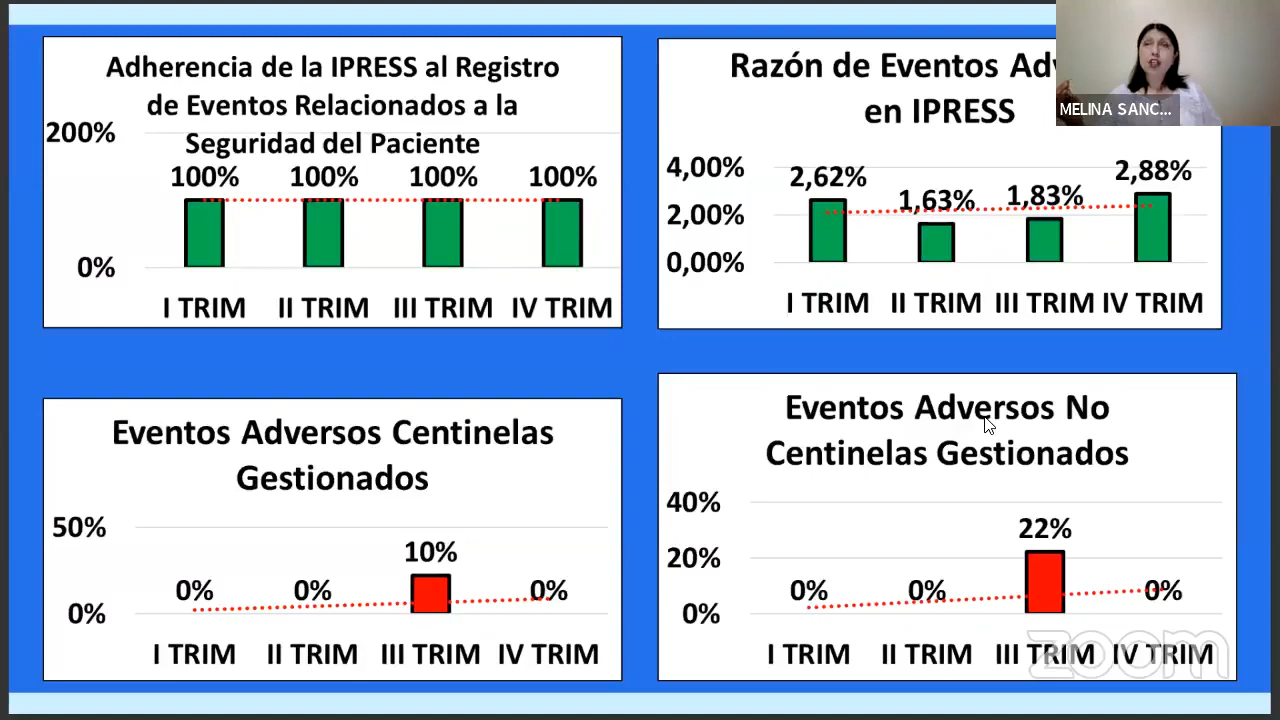 Adherencia de la IPRESS al Registro
de Eventos Relacionados a la
Seguridad del Paciente
200%
100% 100% 100% 100%
0%
I TRIM II TRIM III TRIM IV TRIM
Razón de Eventos
en IPRESS
MELINA SANC...
4,00%
2,62% 1,63% 1,83% 2,88%
2,00%
0,00%
I TRIM II TRIM III TRIM IV TRIM
Eventos Adversos Centinelas
Gestionados
50%
0% 0% 10% 0%
0%
I TRIM II TRIM III TRIM IV TRIM
Eventos Adversos No
Centinelas Gestionados
40%
22%
20%
0% 0% 0%
0%
I TRIM II TRIM III TRIM IV TRIM
zoom